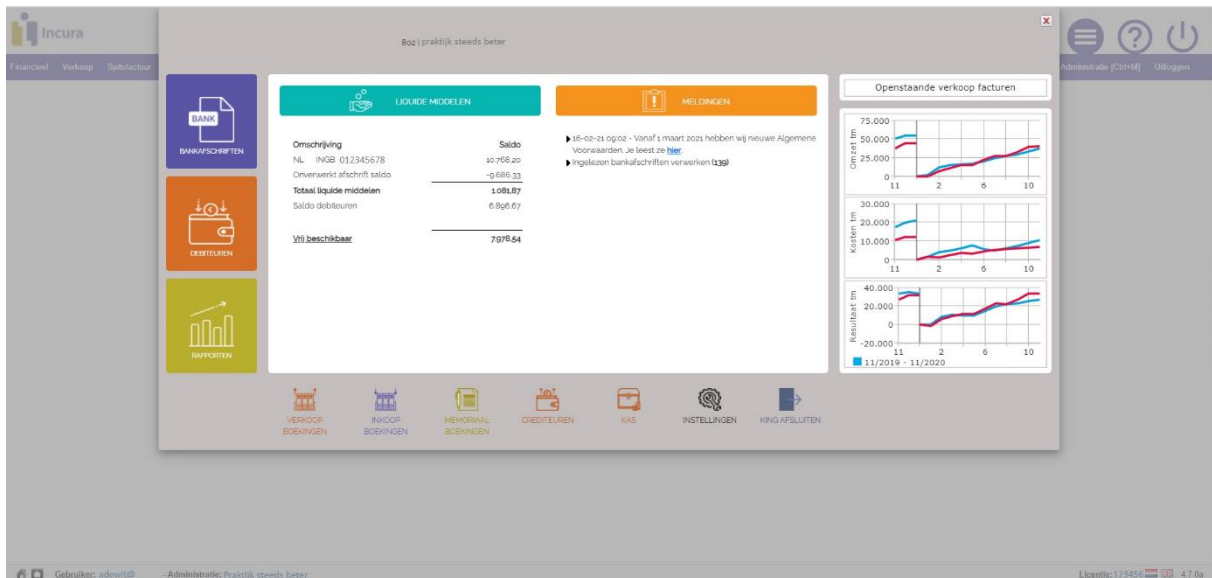 Incura
802 | praktijk steeds beter
X
Financieel Verkoop Spitsfactuur
Administratie [Ctrl+M] Uitloggen
BANK
BANKAFSCHRIFTEN
DEBITEUREN
RAPPORTEN
LIQUIDE MIDDELEN
Omschrijving Saldo
NL INGB 012345678 10.768,20
Onverwerkt afschrift saldo -9.686,33
Totaal liquide middelen 1.081,87
Saldo debiteuren 6.896,67
Vrij beschikbaar 7.978,54
MELDINGEN
16-02-21 09:02 - Vanaf 1 maart 2021 hebben wij nieuwe Algemene
Voorwaarden. Je leest ze hier.
Ingelezen bankafschriften verwerken (139)
Openstaande verkoop facturen
Omzet tm
75.000
50.000
25.000
0
11 2 6 10
Kosten tm
30.000
20.000
10.000
0
11 2 6 10
Resultaat tm
40.000
20.000
0
-20.000
11 2 6 10
11/2019 - 11/2020
VERKOOP
BOEKINGEN
INKOOP
BOEKINGEN
MEMORIAAL
BOEKINGEN
CREDITEUREN
KAS
INSTELLINGEN
KING AFSLUITEN
Gebruiker: adewit@ - Administratie: Praktijk steeds beter
Licentie: 123456 4.7.0a